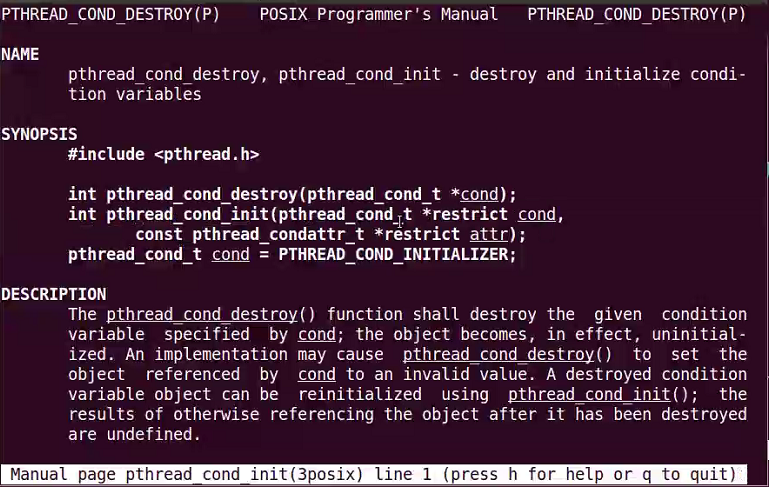 PTHREAD_COND_DESTROY(P) POSIX Programmer's Manual PTHREAD_COND_DESTROY(P)
NAME
pthread_cond_destroy, pthread_cond_init - destroy and initialize condi-
tion variables
SYNOPSIS
#include <pthread.h>
int pthread_cond_destroy(pthread_cond_t *cond);
int pthread_cond_init(pthread_cond_t *restrict cond,
const pthread_condattr_t *restrict attr);
pthread_cond_t cond = PTHREAD_COND_INITIALIZER;
DESCRIPTION
The pthread_cond_destroy() function shall destroy the given condition
variable specified by cond; the object becomes, in effect, uninitial-
ized. An implementation may cause pthread_cond_destroy() to set the
object referenced by cond to an invalid value. A destroyed condition
variable object can be reinitialized using pthread_cond_init(); the
results of otherwise referencing the object after it has been destroyed
are undefined.
Manual page pthread_cond_init(3posix) line 1 (press h for help or q to quit)